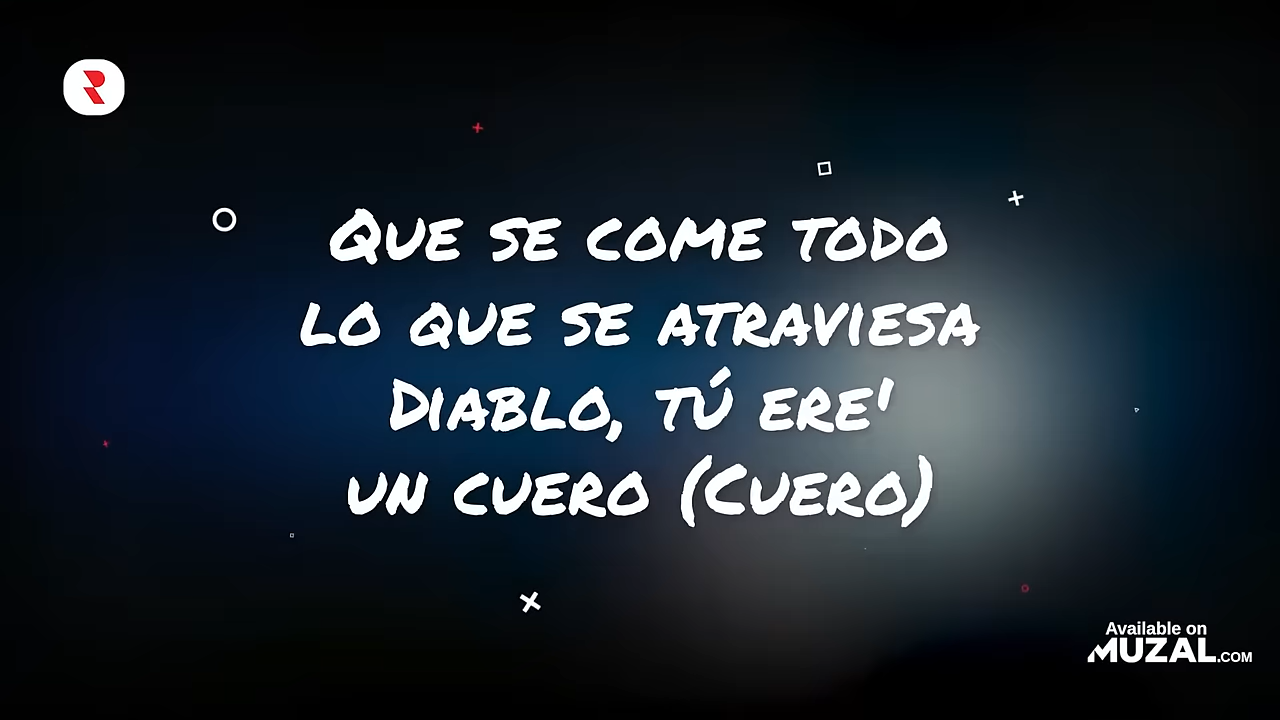 Que se come todo
lo que se atraviesa
Diablo, tú ere'
un cuero (Cuero)
Available on
MUZAL.COM